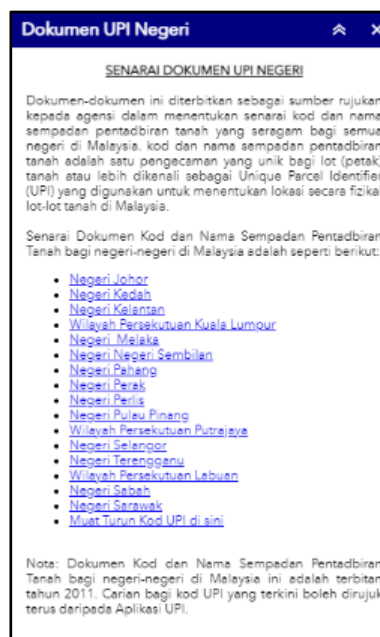 Dokumen UPI Negeri
SENARAI DOKUMEN UPI NEGERI
Dokumen-dokumen ini diterbitkan sebagai sumber rujukan
kepada agensi dalam menentukan senarai kod dan nama
sempadan pentadbiran tanah yang seragam bagi semua
negeri di Malaysia. kod dan nama sempadan pentadbiran
tanah adalah satu pengecaman yang unik bagi lot (petak)
tanah atau lebih dikenali sebagai Unique Parcel Identifier
(UPI) yang digunakan untuk menentukan lokasi secara fizikal
lot-lot tanah di Malaysia.
Senarai Dokumen Kod dan Nama Sempadan Pentadbiran
Tanah bagi negeri-negeri di Malaysia adalah seperti berikut:
• Negeri Johor
• Negeri Kedah
• Negeri Kelantan
• Wilayah Persekutuan Kuala Lumpur
• Negeri Melaka
• Negeri Negeri Sembilan
• Negeri Pahang
• Negeri Perak
• Negeri Perlis
• Negeri Pulau Pinang
• Wilayah Persekutuan Putrajaya
• Negeri Selangor
• Negeri Terengganu
• Wilayah Persekutuan Labuan
• Negeri Sabah
• Negeri Sarawak
• Muat Turun Kod UPI di sini
Nota: Dokumen Kod dan Nama Sempadan Pentadbiran
Tanah bagi negeri-negeri di Malaysia ini adalah terbitan
tahun 2011. Carian bagi kod UPI yang terkini boleh dirujuk
terus daripada Aplikasi UPI.